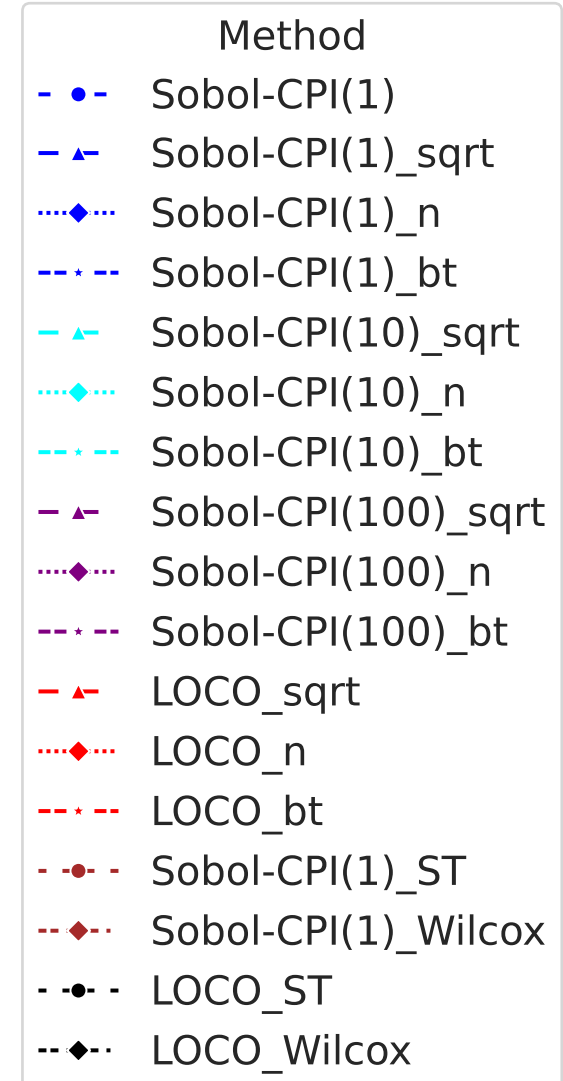 Method
Sobol-CPI(1)
Sobol-CPI(1)_sqrt
Sobol-CPI(1)_n
Sobol-CPI(1)_bt
Sobol-CPI(10)_sqrt
Sobol-CPI(10)_n
Sobol-CPI(10)_bt
Sobol-CPI(100)_sqrt
Sobol-CPI(100)_n
Sobol-CPI(100)_bt
LOCO_sqrt
LOCO_n
LOCO_bt
Sobol-CPI(1)_ST
Sobol-CPI(1)_Wilcox
LOCO_ST
LOCO_Wilcox